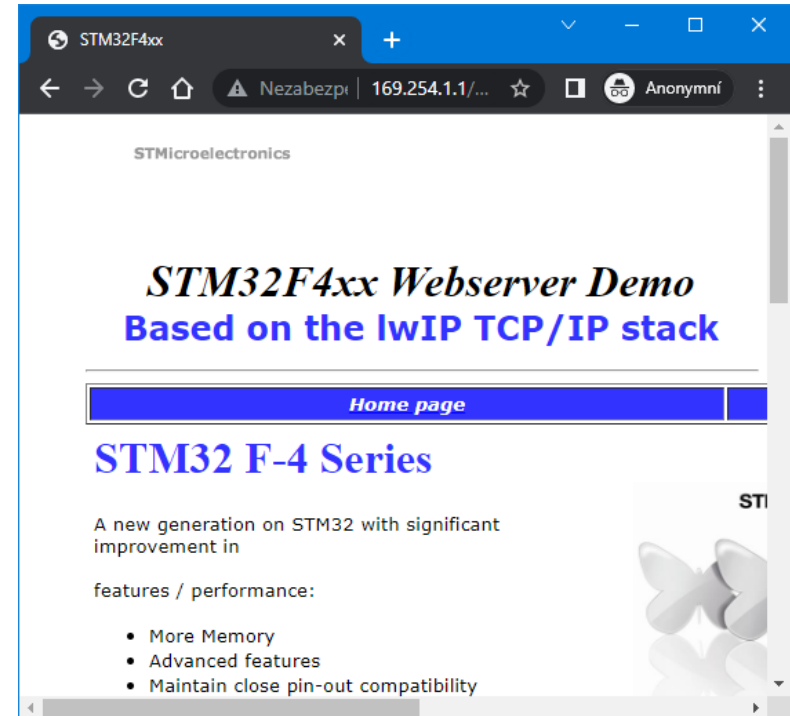 STM32F4xx
Nezabezpe 169.254.1.1/... Anonymní
STMicroelectronics
STM32F4xx Webserver Demo
Based on the lwIP TCP/IP stack
Home page
STM32 F-4 Series
STI
A new generation on STM32 with significant
improvement in
features / performance:
More Memory
Advanced features
Maintain close pin-out compatibility